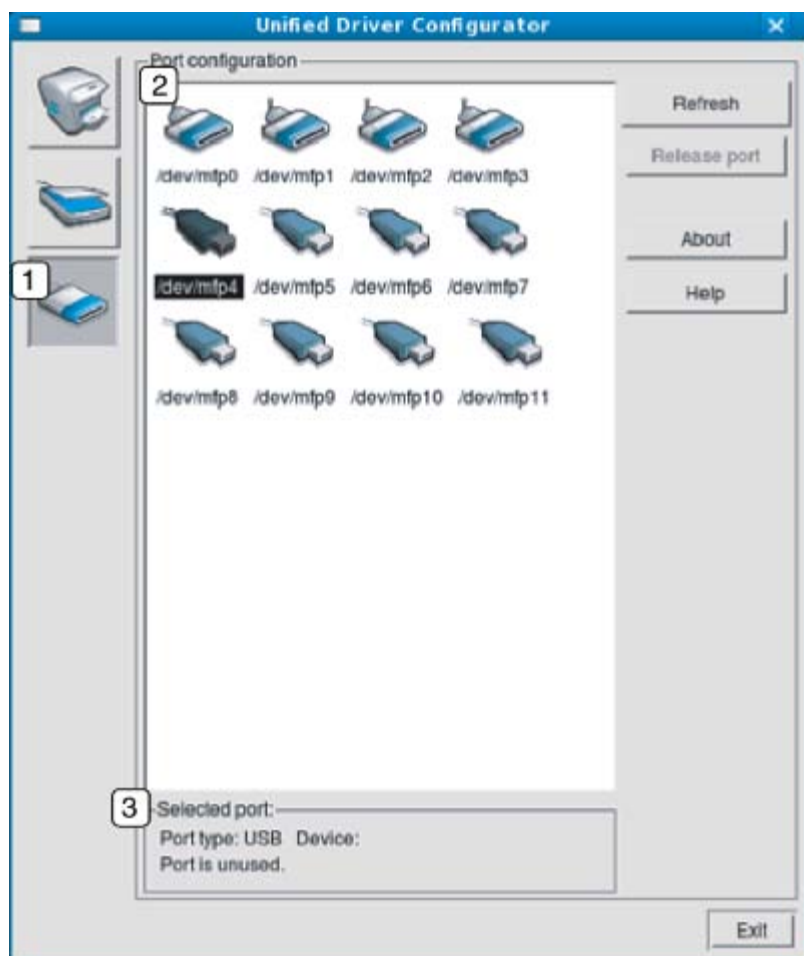 Unified Driver Configurator
Port configuration
2
/dev/mfp0 /dev/mfp1 /dev/mfp2 /dev/mfp3
Refresh
Release port
1
/dev/mfp4 /dev/mfp5 /dev/mfp6 /dev/mfp7
About
Help
/dev/mfp8 /dev/mfp9 /dev/mfp10 /dev/mfp11
3
Selected port:
Port type: USB Device:
Port is unused.
Exit